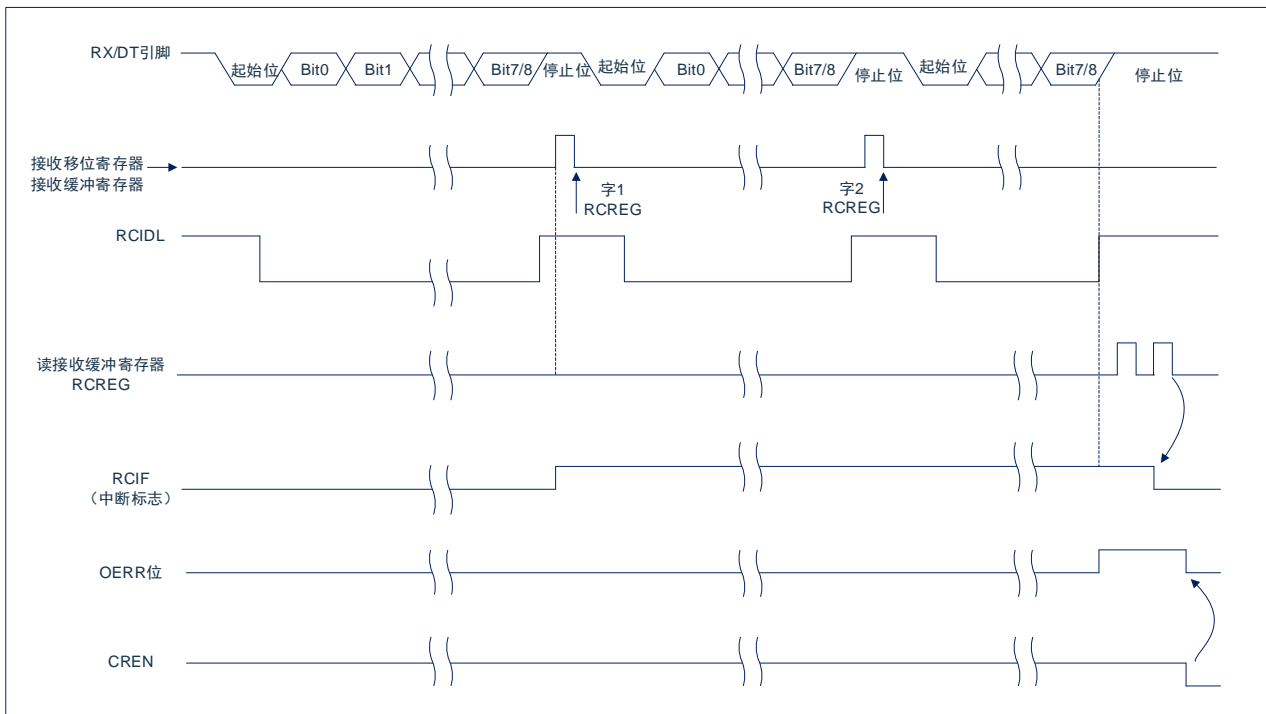 RX/DT引脚
起始位 Bit0 Bit1 Bit7/8 停止位 起始位 Bit0 Bit7/8 停止位 起始位 Bit7/8 停止位
接收移位寄存器
接收缓冲寄存器
字1
RCREG
字2
RCREG
RCIDL
读接收缓冲寄存器
RCREG
RCIF
（中断标志）
OERR位
CREN